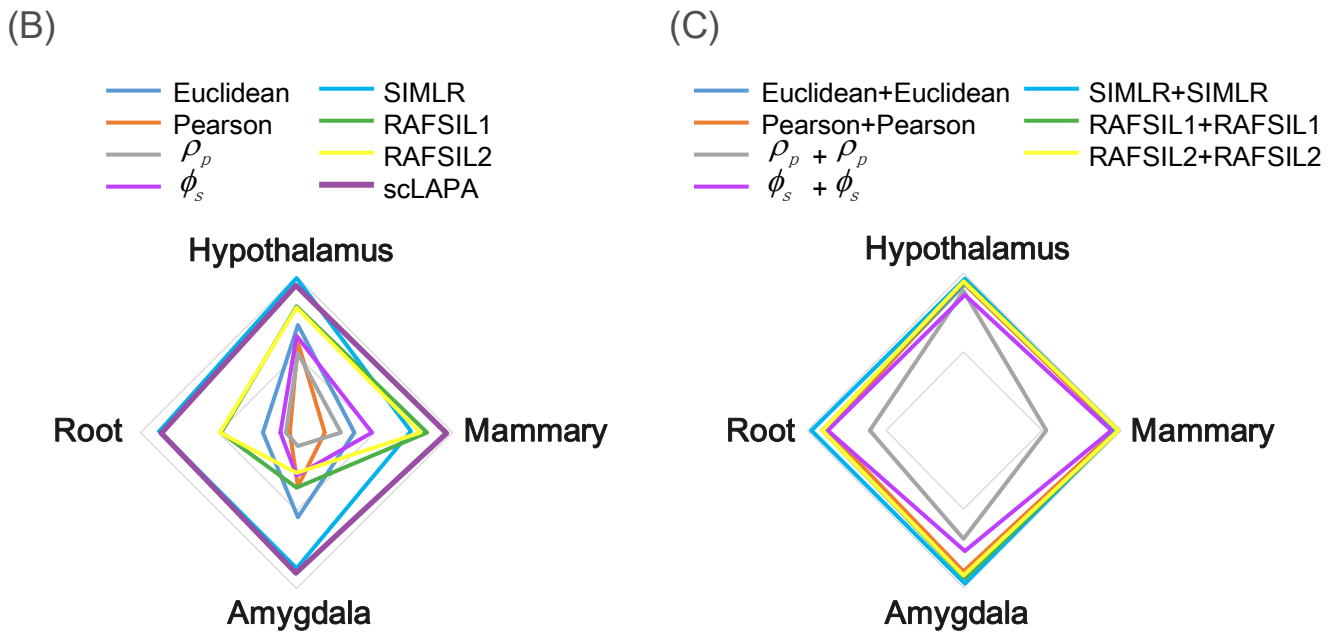 (B)
Euclidean
Pearson
ρp
ϕs
SIMLR
RAFSIL1
RAFSIL2
scLAPA
Hypothalamus
Root
Mammary
Amygdala
(C)
Euclidean+Euclidean
Pearson+Pearson
ρp + ρp
ϕs + ϕs
SIMLR+SIMLR
RAFSIL1+RAFSIL1
RAFSIL2+RAFSIL2
Hypothalamus
Root
Mammary
Amygdala